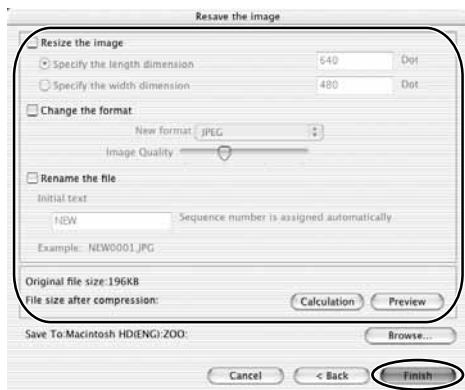 Resave the image
Resize the image
Specify the length dimension 640 Dot
Specify the width dimension 480 Dot
Change the format
New format JPEG
Image Quality
Rename the file
Initial text
NEW Sequence number is assigned automatically
Example: NEW0001.JPG
Original file size:196KB
File size after compression: Calculation Preview
Save To:Macintosh HD(ENG):ZOO: Browse...
Cancel < Back Finish